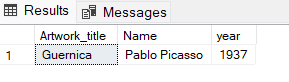 Results Messages
Artwork_title Name year
1 Guernica Pablo Picasso 1937